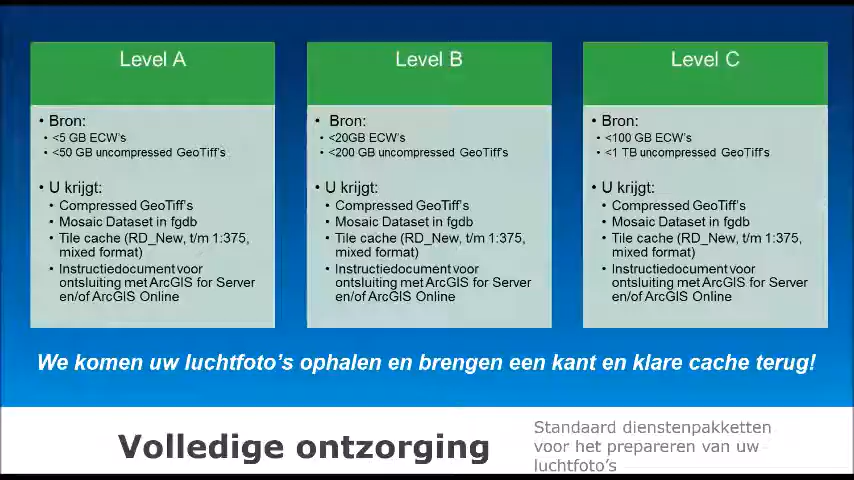 Level A
• Bron:
• <5 GB ECW's
• <50 GB uncompressed GeoTiff's
• U krijgt:
• Compressed GeoTiff's
• Mosaic Dataset in fgdb
• Tile cache (RD_New, t/m 1:375,
mixed format)
• Instructiedocument voor
ontsluiting met ArcGIS for Server
en/of ArcGIS Online
Level B
• Bron:
• <20GB ECW's
• <200 GB uncompressed GeoTiff's
• U krijgt:
• Compressed GeoTiff's
• Mosaic Dataset in fgdb
• Tile cache (RD_New, t/m 1:375,
mixed format)
• Instructiedocument voor
ontsluiting met ArcGIS for Server
en/of ArcGIS Online
Level C
• Bron:
• <100 GB ECW's
• <1 TB uncompressed GeoTiff's
• U krijgt:
• Compressed GeoTiff's
• Mosaic Dataset in fgdb
• Tile cache (RD_New, t/m 1:375,
mixed format)
• Instructiedocument voor
ontsluiting met ArcGIS for Server
en/of ArcGIS Online
We komen uw luchtfoto's ophalen en brengen een kant en klare cache terug!
Volledige ontzorging
Standaard dienstenpakketten
voor het prepareren van uw
luchtfoto's